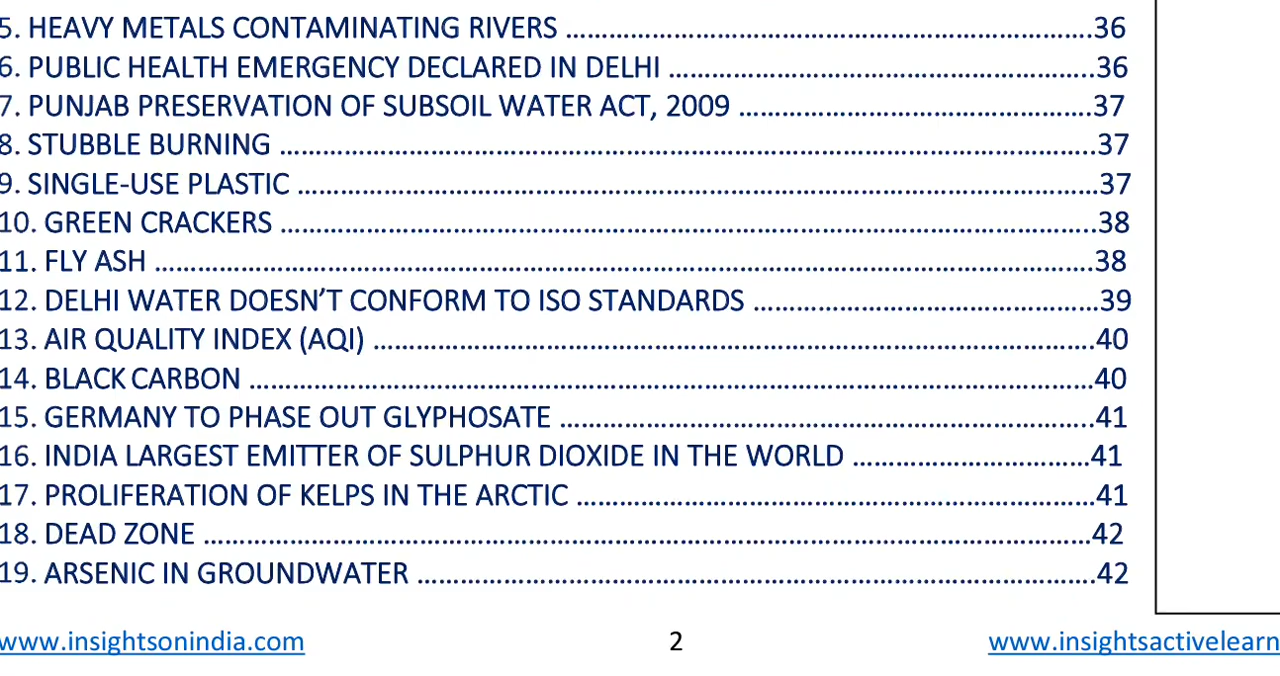 5. HEAVY METALS CONTAMINATING RIVERS ........................................................................36
6. PUBLIC HEALTH EMERGENCY DECLARED IN DELHI ..........................................................36
7. PUNJAB PRESERVATION OF SUBSOIL WATER ACT, 2009 ................................................37
8. STUBBLE BURNING ................................................................................................................37
9. SINGLE-USE PLASTIC ..............................................................................................................37
10. GREEN CRACKERS ................................................................................................................38
11. FLY ASH ..................................................................................................................................38
12. DELHI WATER DOESN’T CONFORM TO ISO STANDARDS ................................................39
13. AIR QUALITY INDEX (AQI) ....................................................................................................40
14. BLACK CARBON ....................................................................................................................40
15. GERMANY TO PHASE OUT GLYPHOSATE ..........................................................................41
16. INDIA LARGEST EMITTER OF SULPHUR DIOXIDE IN THE WORLD .................................41
17. PROLIFERATION OF KELPS IN THE ARCTIC ........................................................................41
18. DEAD ZONE ..........................................................................................................................42
19. ARSENIC IN GROUNDWATER ..............................................................................................42
www.insightsonindia.com 2 www.insightsactivelearn